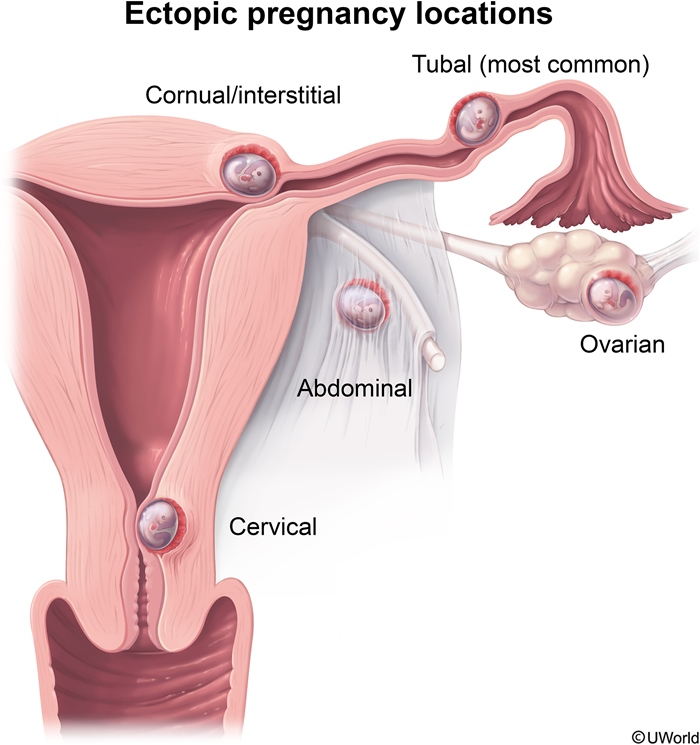 Ectopic pregnancy locations
Tubal (most common)
Cornual/interstitial
Ovarian
Abdominal
Cervical
©UWorld